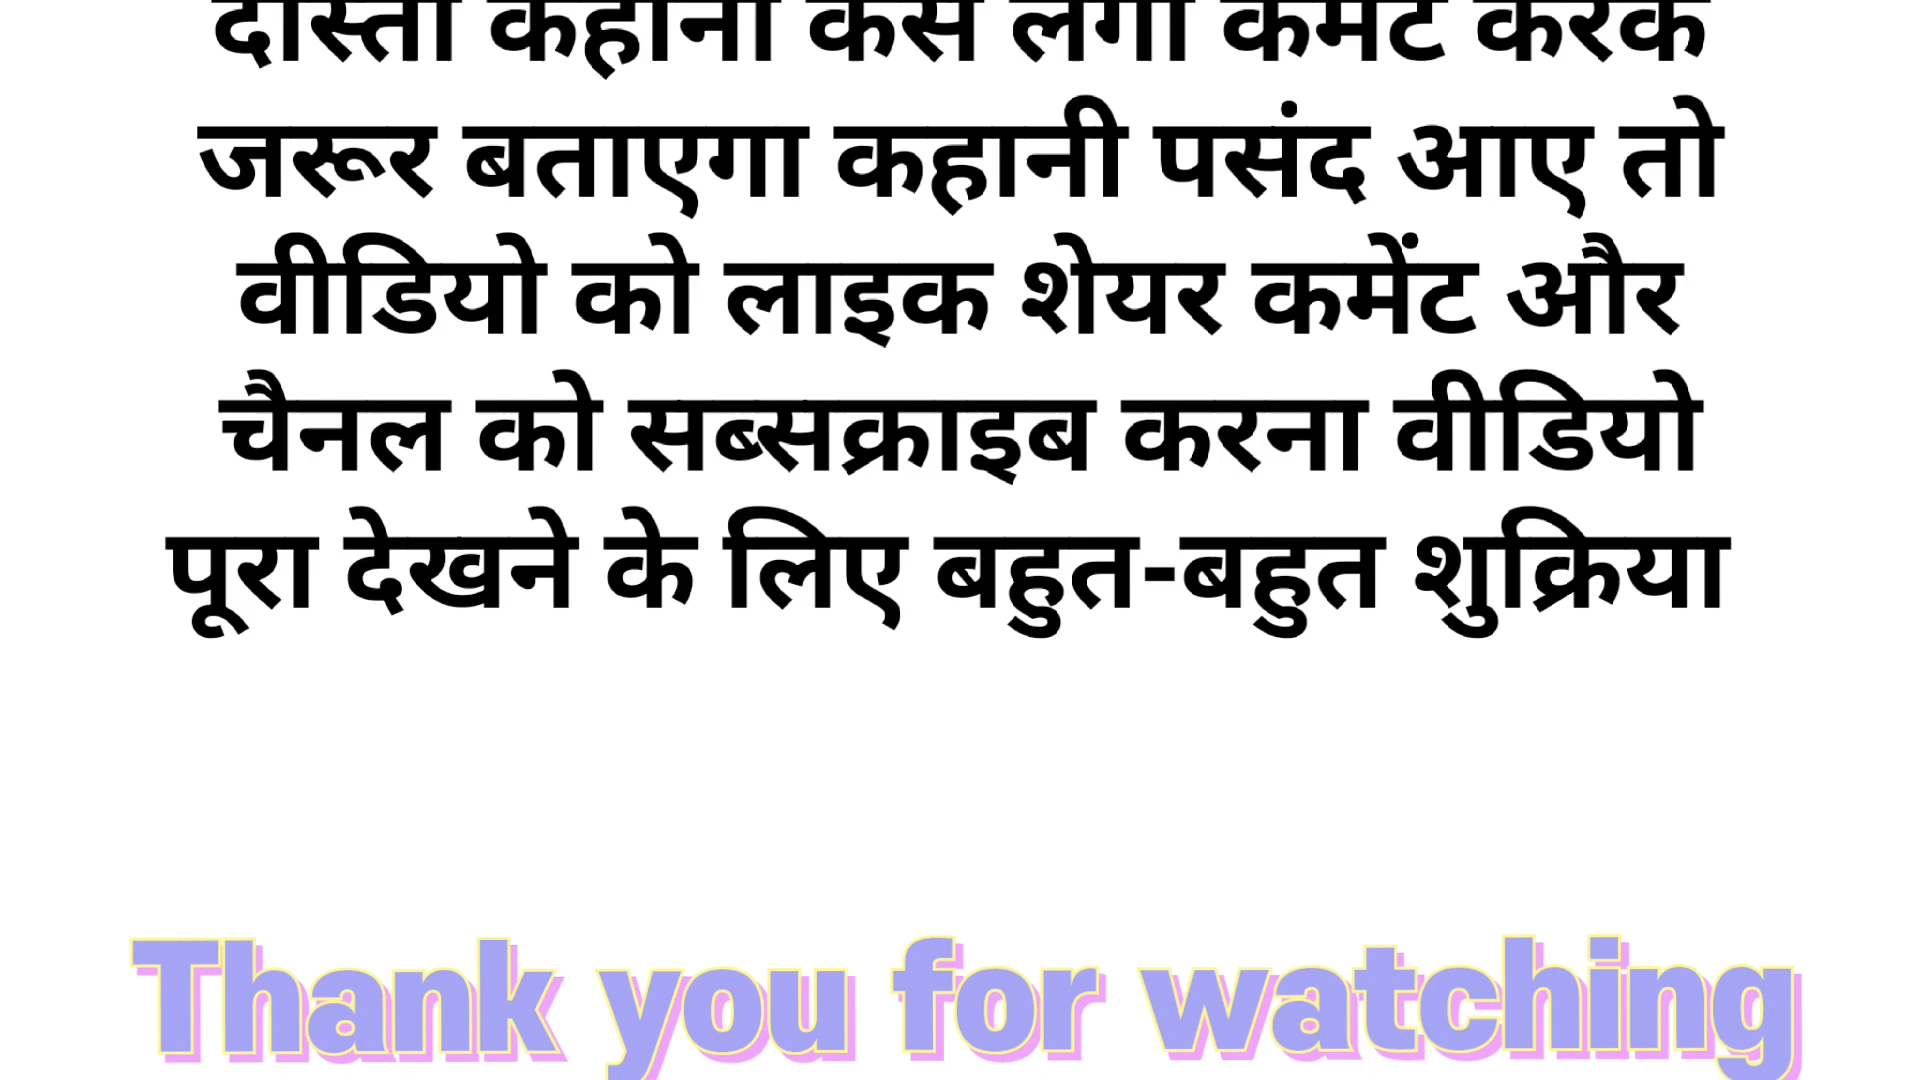 जरूर बताएगा कहानी पसंद आए तो
वीडियो को लाइक शेयर कमेंट और
चैनल को सब्सक्राइब करना वीडियो
पूरा देखने के लिए बहुत-बहुत शुक्रिया
Thank you for watching